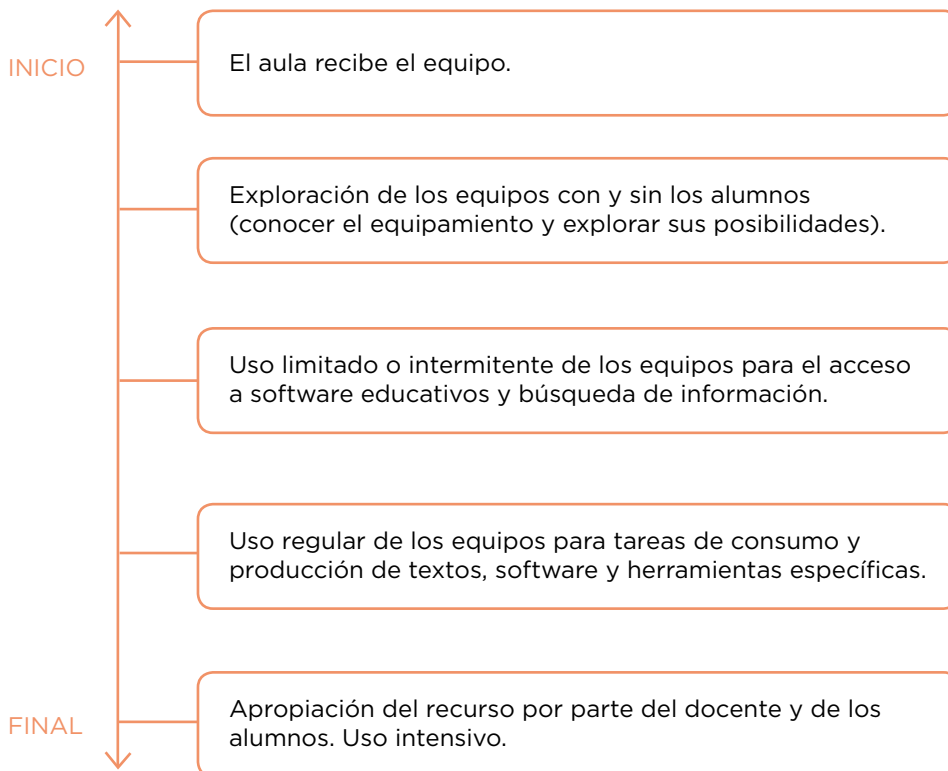 INICIO
El aula recibe el equipo.
Exploración de los equipos con y sin los alumnos
(conocer el equipamiento y explorar sus posibilidades).
Uso limitado o intermitente de los equipos para el acceso
a software educativos y búsqueda de información.
Uso regular de los equipos para tareas de consumo y
producción de textos, software y herramientas específicas.
FINAL
Apropiación del recurso por parte del docente y de los
alumnos. Uso intensivo.